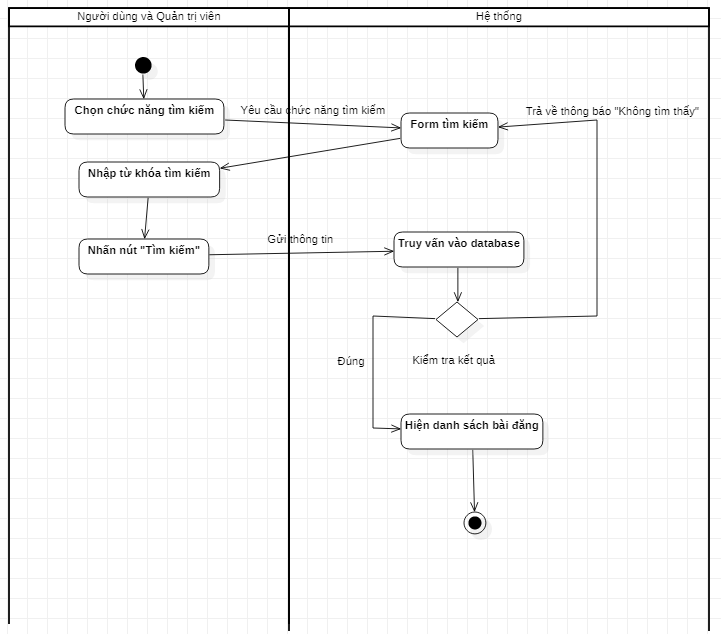 Người dùng và Quản trị viên
Hệ thống
Chọn chức năng tìm kiếm
Yêu cầu chức năng tìm kiếm
Form tìm kiếm
Trả về thông báo "Không tìm thấy"
Nhập từ khóa tìm kiếm
Nhấn nút "Tìm kiếm"
Gửi thông tin
Truy vấn vào database
Đúng
Kiểm tra kết quả
Hiện danh sách bài đăng